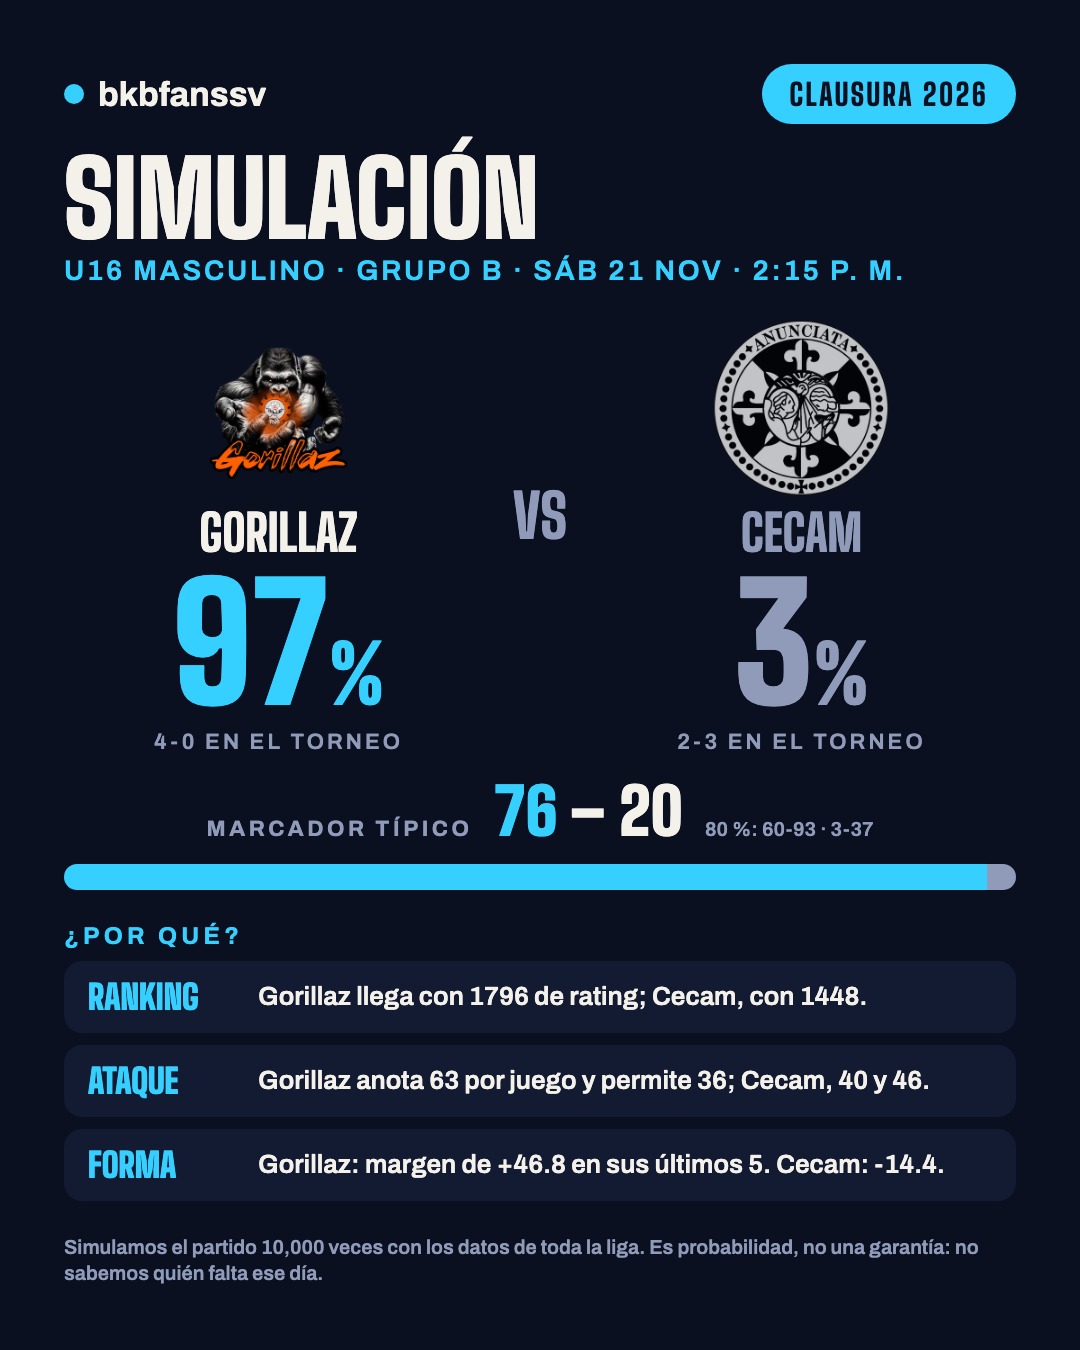 bkbfanssv
CLAUSURA 2026
SIMULACIÓN
U16 MASCULINO · GRUPO B · SÁB 21 NOV · 2:15 P. M.
Gorillaz
ANUNCIATA
GORILLAZ
VS
CECAM
97%
3%
4-0 EN EL TORNEO
2-3 EN EL TORNEO
MARCADOR TÍPICO 76 – 20 80 %: 60-93 · 3-37
¿POR QUÉ?
RANKING Gorillaz llega con 1796 de rating; Cecam, con 1448.
ATAQUE Gorillaz anota 63 por juego y permite 36; Cecam, 40 y 46.
FORMA Gorillaz: margen de +46.8 en sus últimos 5. Cecam: -14.4.
Simulamos el partido 10,000 veces con los datos de toda la liga. Es probabilidad, no una garantía: no
sabemos quién falta ese día.